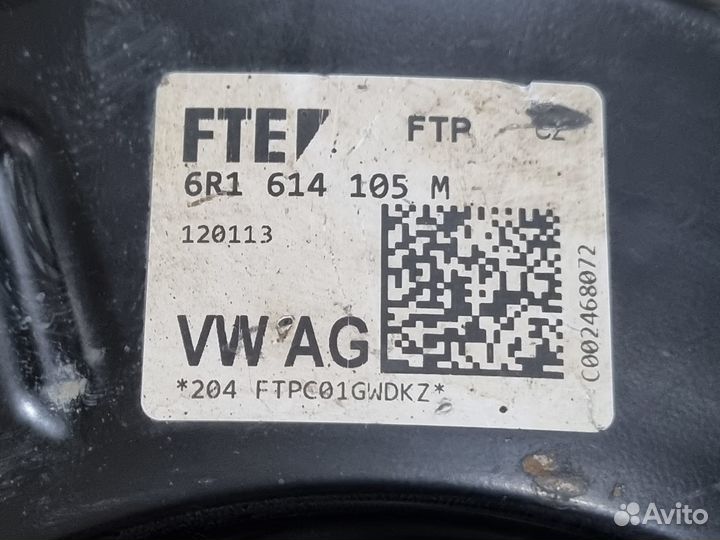 FTE FTP CZ
6R1 614 105 M
120113
VW AG
*204 FTPC01GWDKZ*
C002468072
Avito